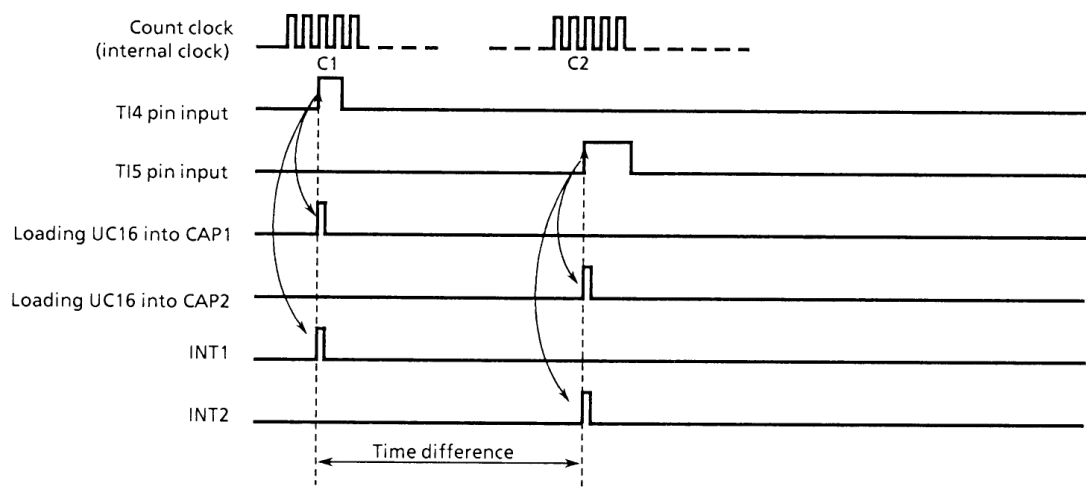 Count clock
(internal clock)
C1
C2
TI4 pin input
TI5 pin input
Loading UC16 into CAP1
Loading UC16 into CAP2
INT1
INT2
Time difference